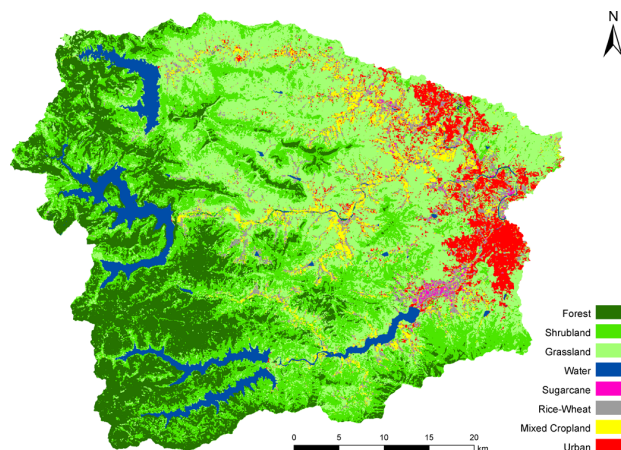 N
Forest
Shrubland
Grassland
Water
Sugarcane
Rice-Wheat
Mixed Cropland
Urban
0 5 10 15 20
km